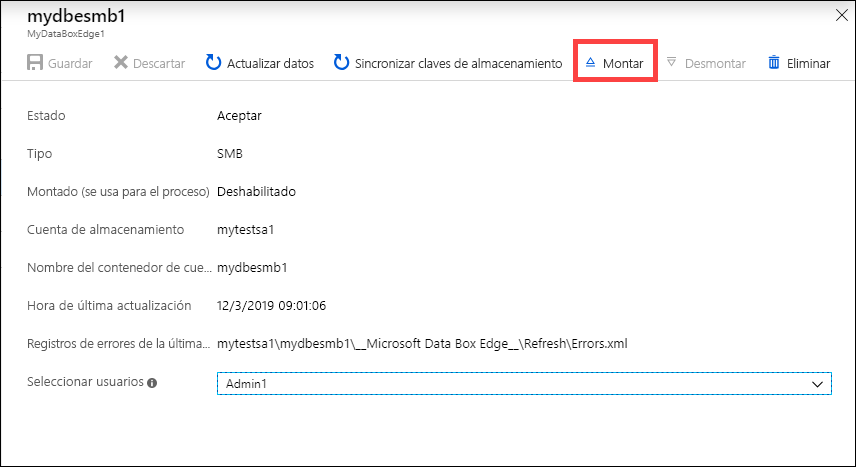 mydbesmb1
MyDataBoxEdge1
Guardar Descartar Actualizar datos Sincronizar claves de almacenamiento Montar Desmontar Eliminar
Estado Aceptar
Tipo SMB
Montado (se usa para el proceso) Deshabilitado
Cuenta de almacenamiento mytestsa1
Nombre del contenedor de cue... mydbesmb1
Hora de última actualización 12/3/2019 09:01:06
Registros de errores de la última... mytestsa1\mydbesmb1\__Microsoft Data Box Edge__\Refresh\Errors.xml
Seleccionar usuarios Admin1